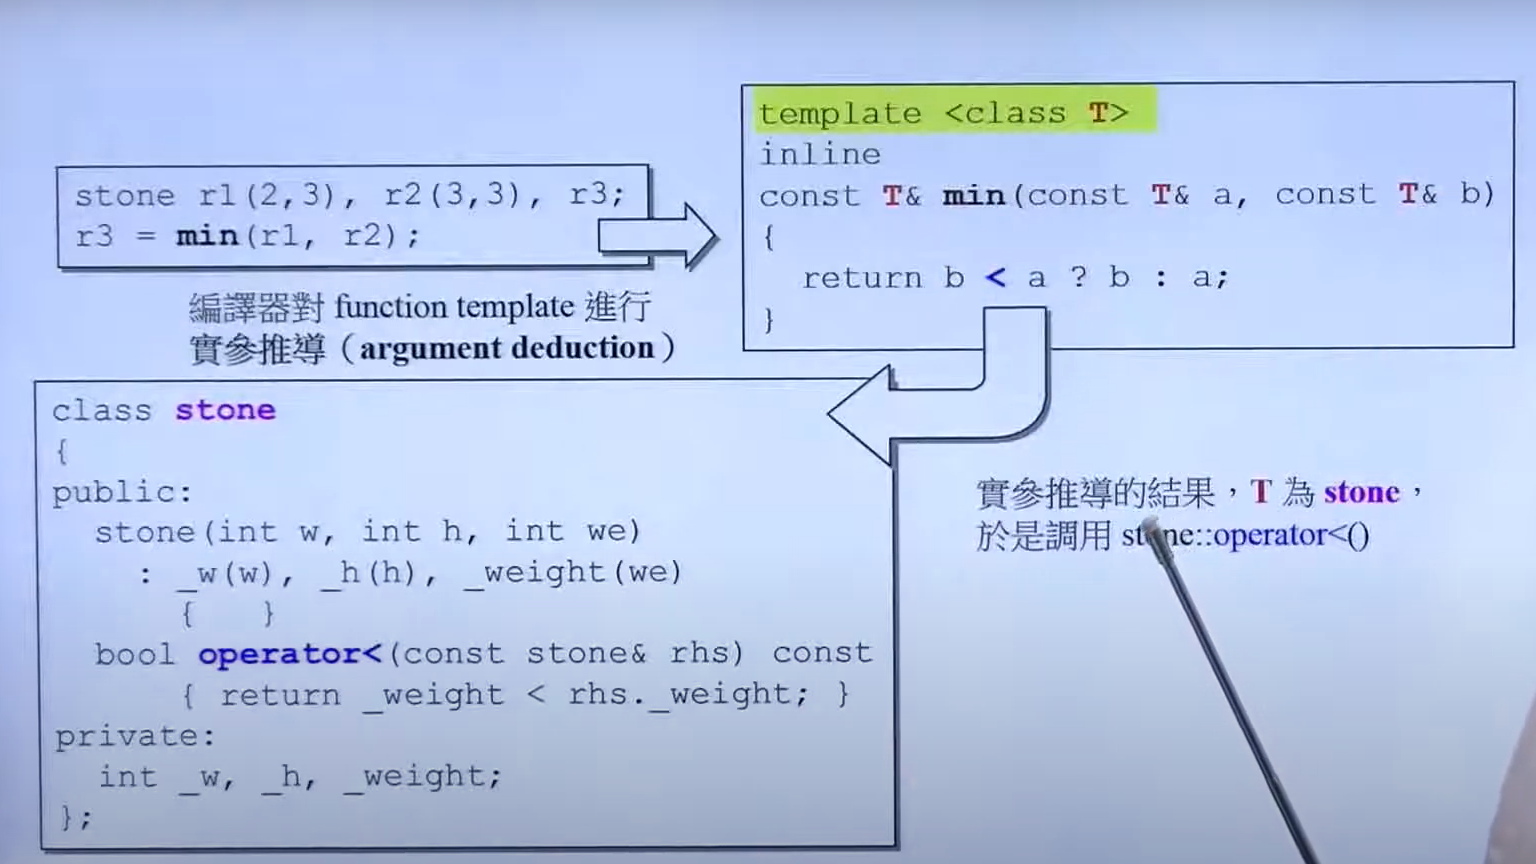 stone r1(2,3), r2(3,3), r3;
r3 = min(r1, r2);
編譯器對 function template 進行
實參推導（argument deduction）
template <class T>
inline
const T& min(const T& a, const T& b)
{
return b < a ? b : a;
}
class stone
{
public:
stone(int w, int h, int we)
: _w(w), _h(h), _weight(we)
{ }
bool operator<(const stone& rhs) const
{ return _weight < rhs._weight; }
private:
int _w, _h, _weight;
};
實參推導的結果，T 為 stone，
於是調用 stone::operator<()